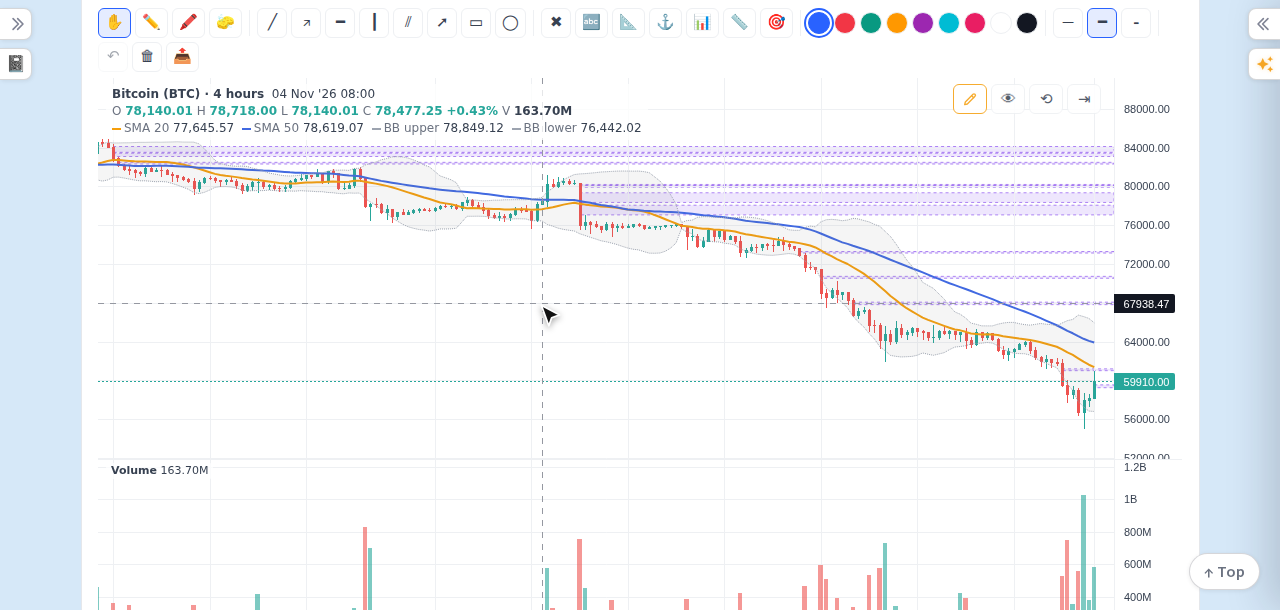 Bitcoin (BTC) · 4 hours 04 Nov '26 08:00
O 78,140.01 H 78,718.00 L 78,140.01 C 78,477.25 +0.43% V 163.70M
SMA 20 77,645.57 SMA 50 78,619.07 BB upper 78,849.12 BB lower 76,442.02
88000.00
84000.00
80000.00
76000.00
72000.00
67938.47
64000.00
59910.00
56000.00
52000.00
Volume 163.70M
1.2B
1B
800M
600M
400M
↑ Top
abc